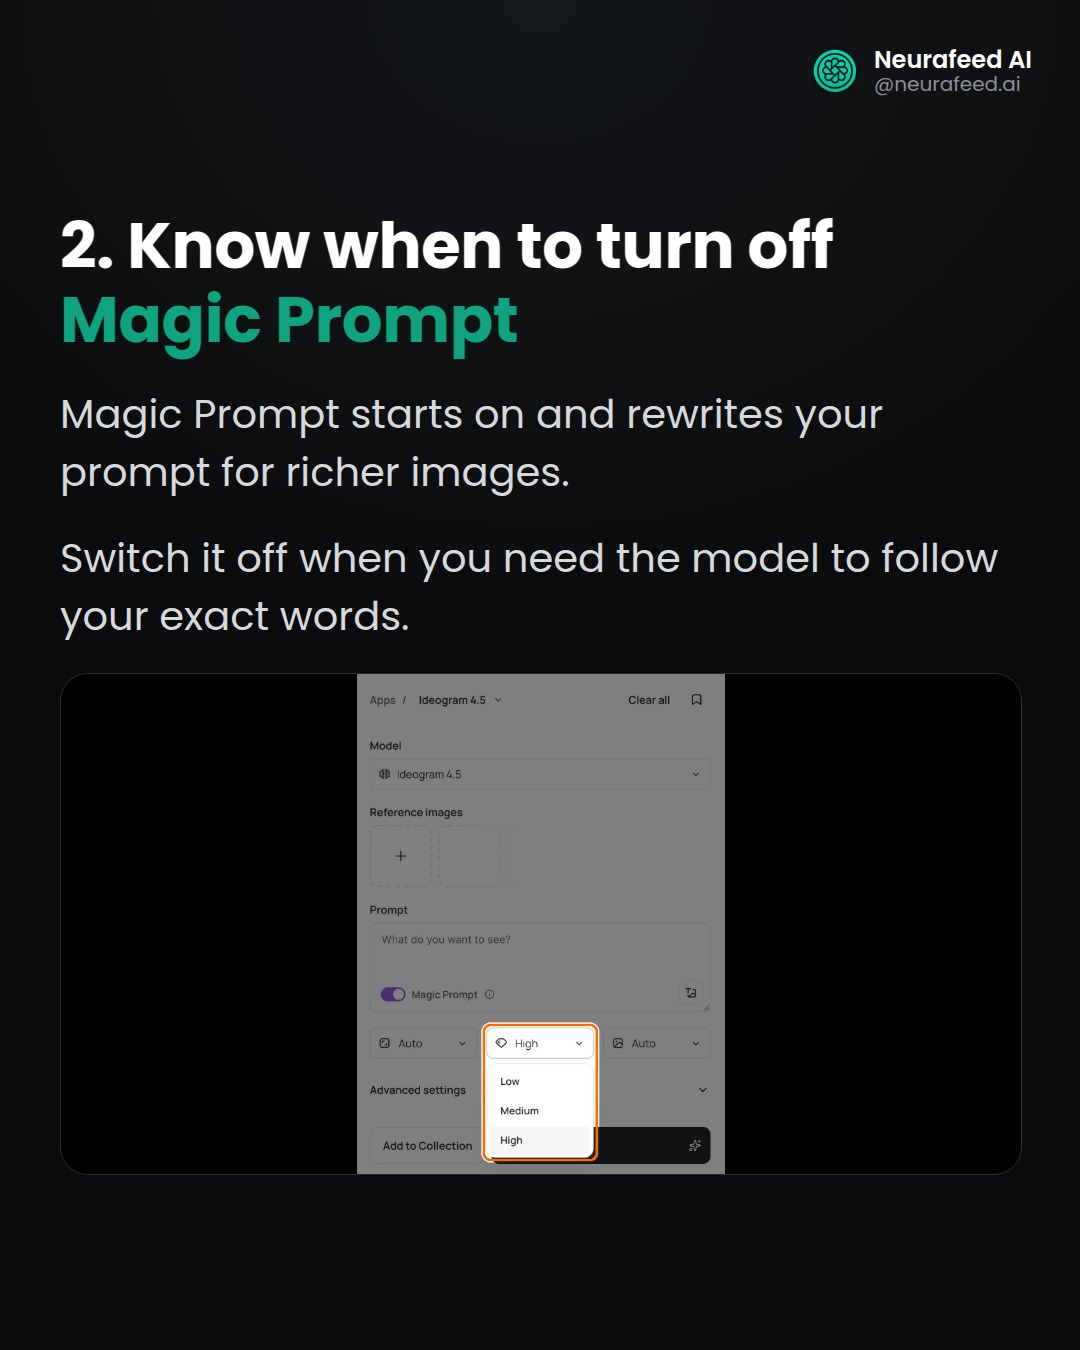 Neurafeed AI
@neurafeed.ai
2. Know when to turn off
Magic Prompt
Magic Prompt starts on and rewrites your
prompt for richer images.
Switch it off when you need the model to follow
your exact words.
Apps / Ideogram 4.5
Clear all
Model
Ideogram 4.5
Reference images
Prompt
What do you want to see?
Magic Prompt
Auto
High
Auto
Low
Medium
High
Advanced settings
Add to Collection